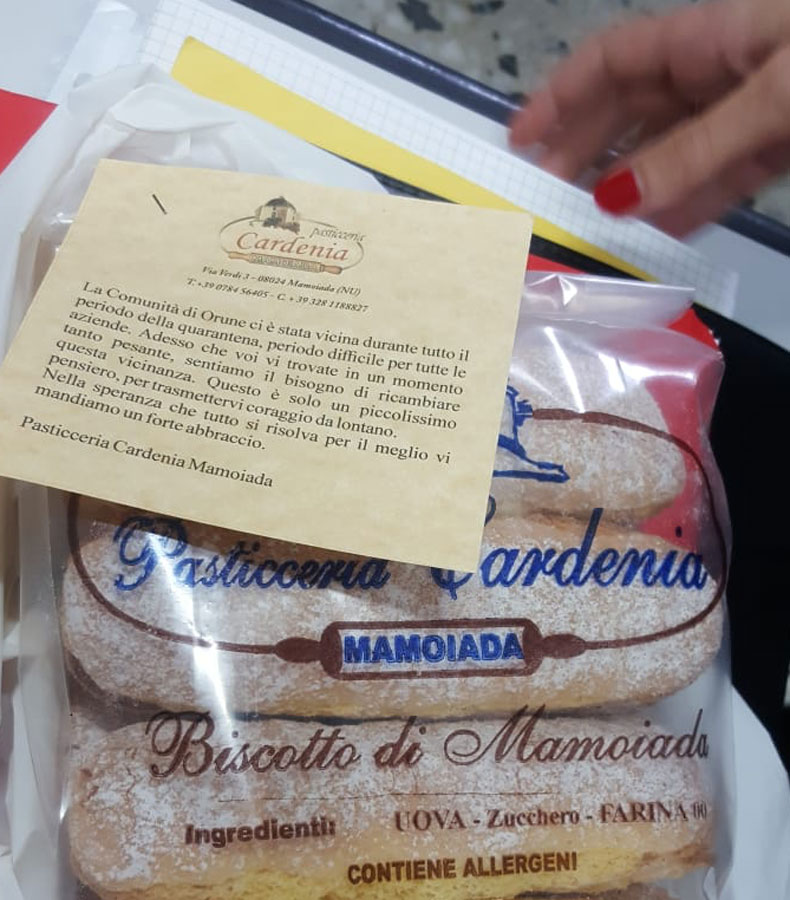 pasticceria
Cardenia
Via Verdi 3 - 08024 Mamoiada (NU)
T. +39 0784 56405 - C. + 39 328 1188827
La Comunità di Orune ci è stata vicina durante tutto il
periodo della quarantena, periodo difficile per tutte le
aziende. Adesso che voi vi trovate in un momento
tanto pesante, sentiamo il bisogno di ricambiare
questa vicinanza. Questo è solo un piccolissimo
pensiero, per trasmettervi coraggio da lontano.
Nella speranza che tutto si risolva per il meglio vi
mandiamo un forte abbraccio.
Pasticceria Cardenia Mamoiada
Pasticceria Cardenia
MAMOIADA
Biscotto di Mamoiada
Ingredienti: UOVA - Zucchero - FARINA 00
CONTIENE ALLERGENI